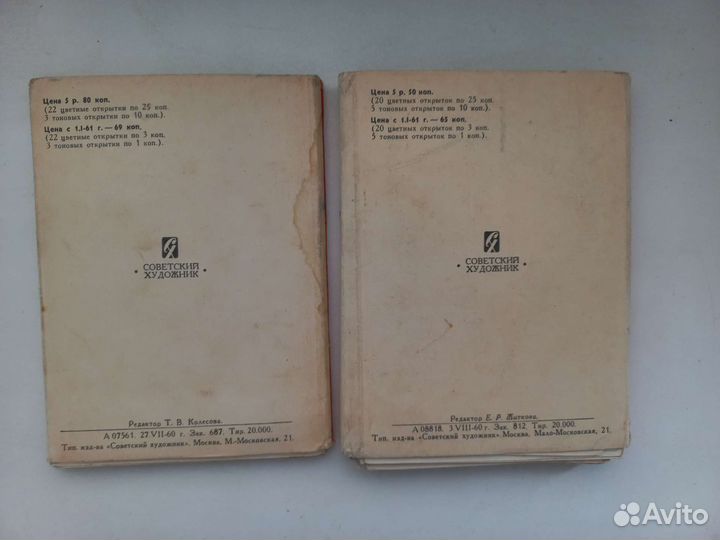 Цена 5 р. 80 коп.
(22 цветные открытки по 25 коп.
3 тоновых открытки по 10 коп.).
Цена с 1.I-61 г. — 69 коп.
(22 цветные открытки по 3 коп.
3 тоновых открытки по 1 коп.).
СОВЕТСКИЙ
ХУДОЖНИК
Редактор Т. В. Колесова.
А 07561. 27.VII-60 г. Зак. 687. Тир. 20.000.
Тип. изд-ва «Советский художник». Москва, М.-Московская, 21.
Цена 5 р. 50 коп.
(20 цветных открыток по 25 коп.
5 тоновых открыток по 10 коп.).
Цена с 1.I-61 г. — 65 коп.
(20 цветных открыток по 3 коп.
5 тоновых открыток по 1 коп.).
СОВЕТСКИЙ
ХУДОЖНИК
Редактор Е. Р. Житкова.
А 08818. 3.VIII-60 г. Зак. 812. Тир. 20.000.
Тип. изд-ва «Советский художник». Москва, Мало-Московская, 21.
Avito